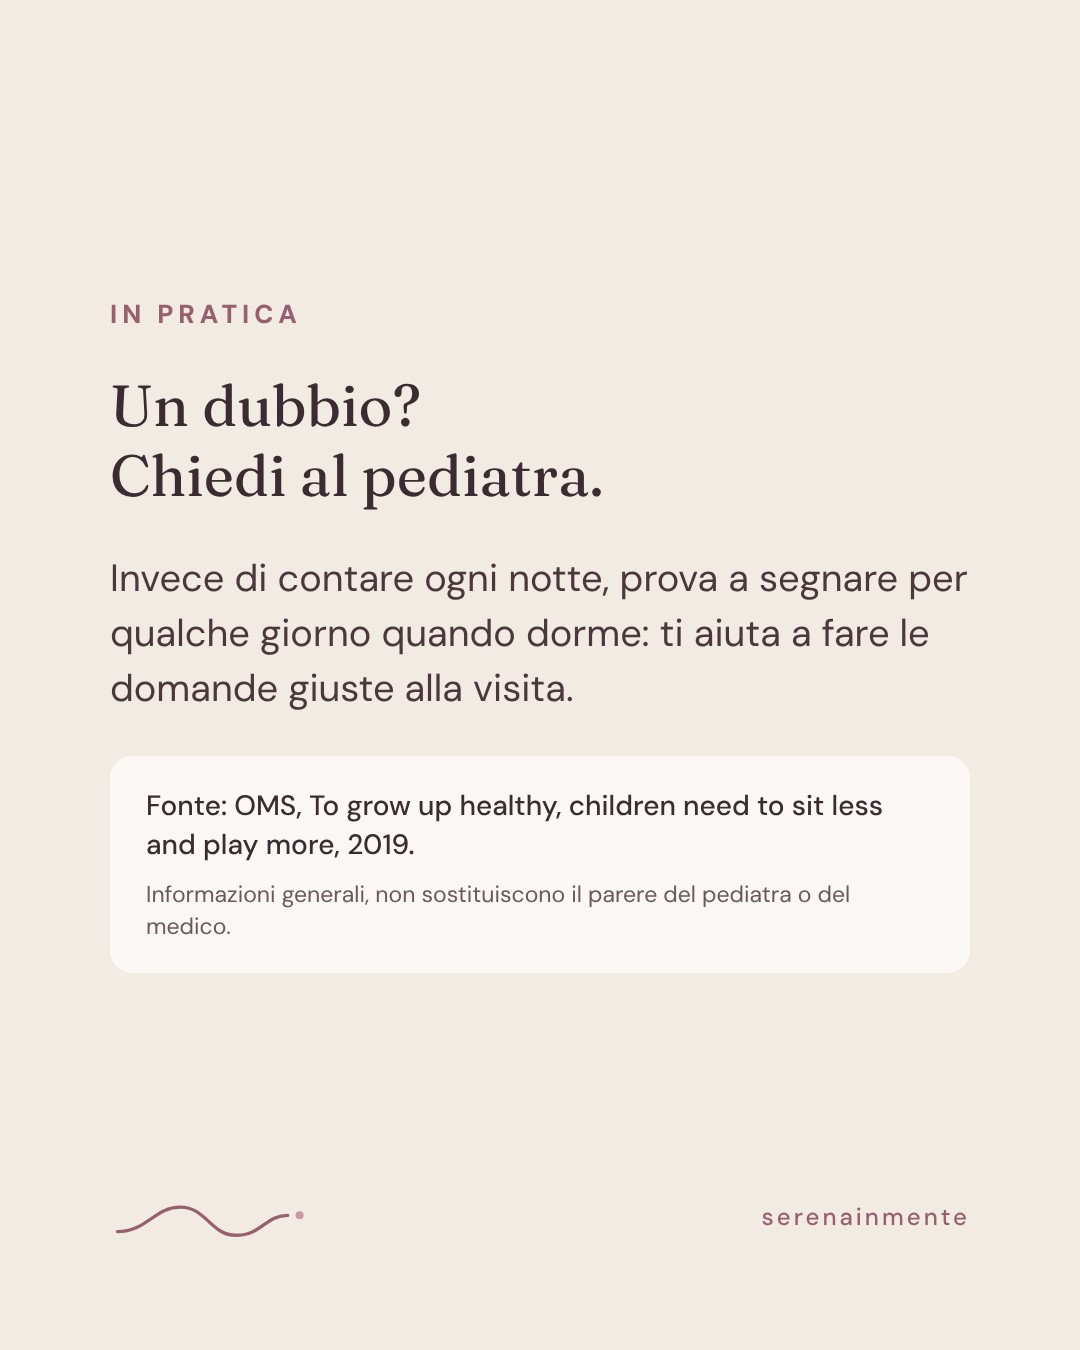 IN PRATICA
Un dubbio?
Chiedi al pediatra.
Invece di contare ogni notte, prova a segnare per
qualche giorno quando dorme: ti aiuta a fare le
domande giuste alla visita.
Fonte: OMS, To grow up healthy, children need to sit less
and play more, 2019.
Informazioni generali, non sostituiscono il parere del pediatra o del
medico.
serenainmente